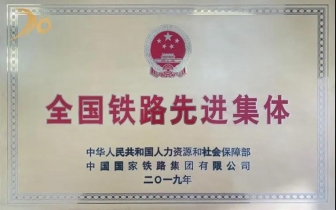 全国铁路先进集体
中华人民共和国人力资源和社会保障部
中国国家铁路集团有限公司
二〇一九年